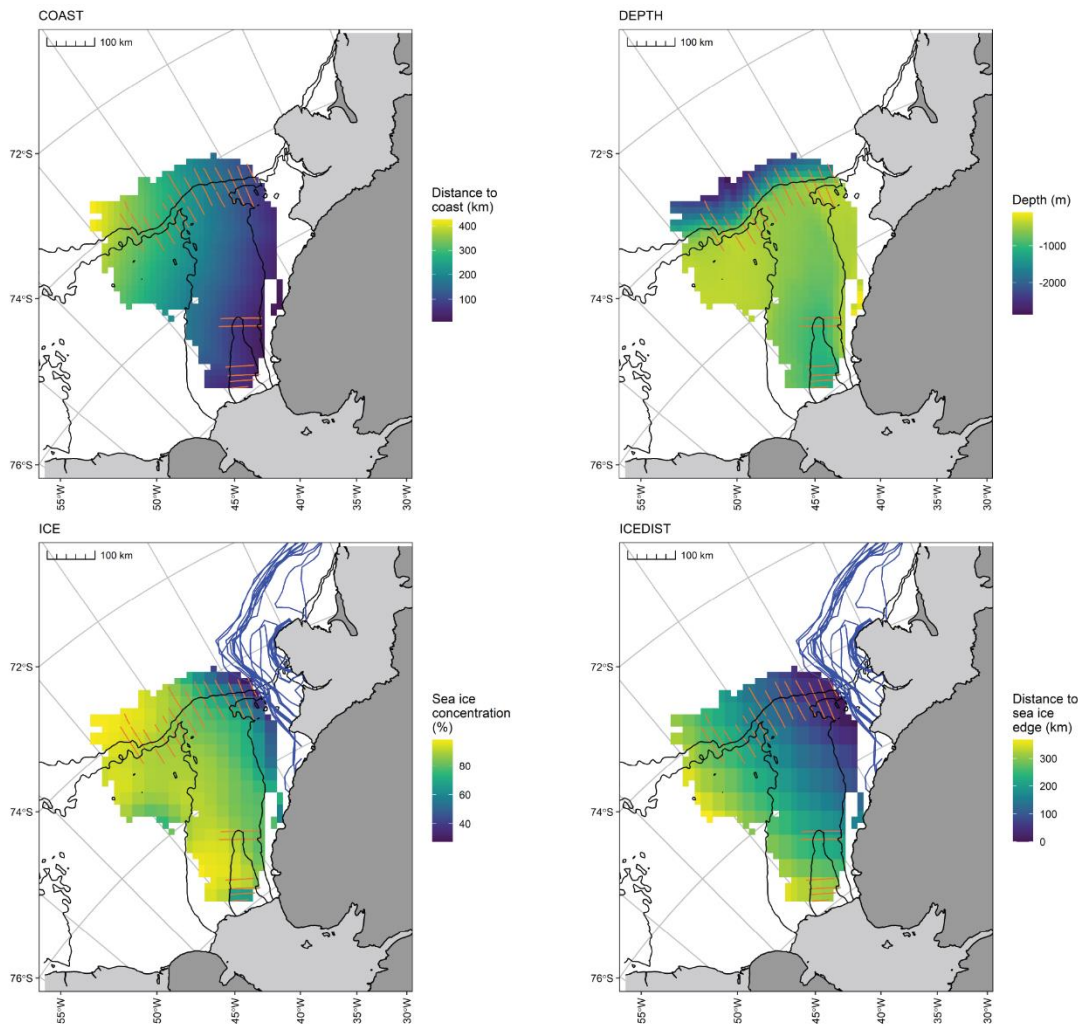 COAST
100 km
72°S
74°S
76°S
55°W
50°W
45°W
40°W
35°W
30°W
Distance to
coast (km)
400
300
200
100
DEPTH
100 km
72°S
74°S
76°S
55°W
50°W
45°W
40°W
35°W
30°W
Depth (m)
-1000
-2000
ICE
100 km
72°S
74°S
76°S
55°W
50°W
45°W
40°W
35°W
30°W
Sea ice
concentration
(%)
80
60
40
ICEDIST
100 km
72°S
74°S
76°S
55°W
50°W
45°W
40°W
35°W
30°W
Distance to
sea ice
edge (km)
300
200
100
0